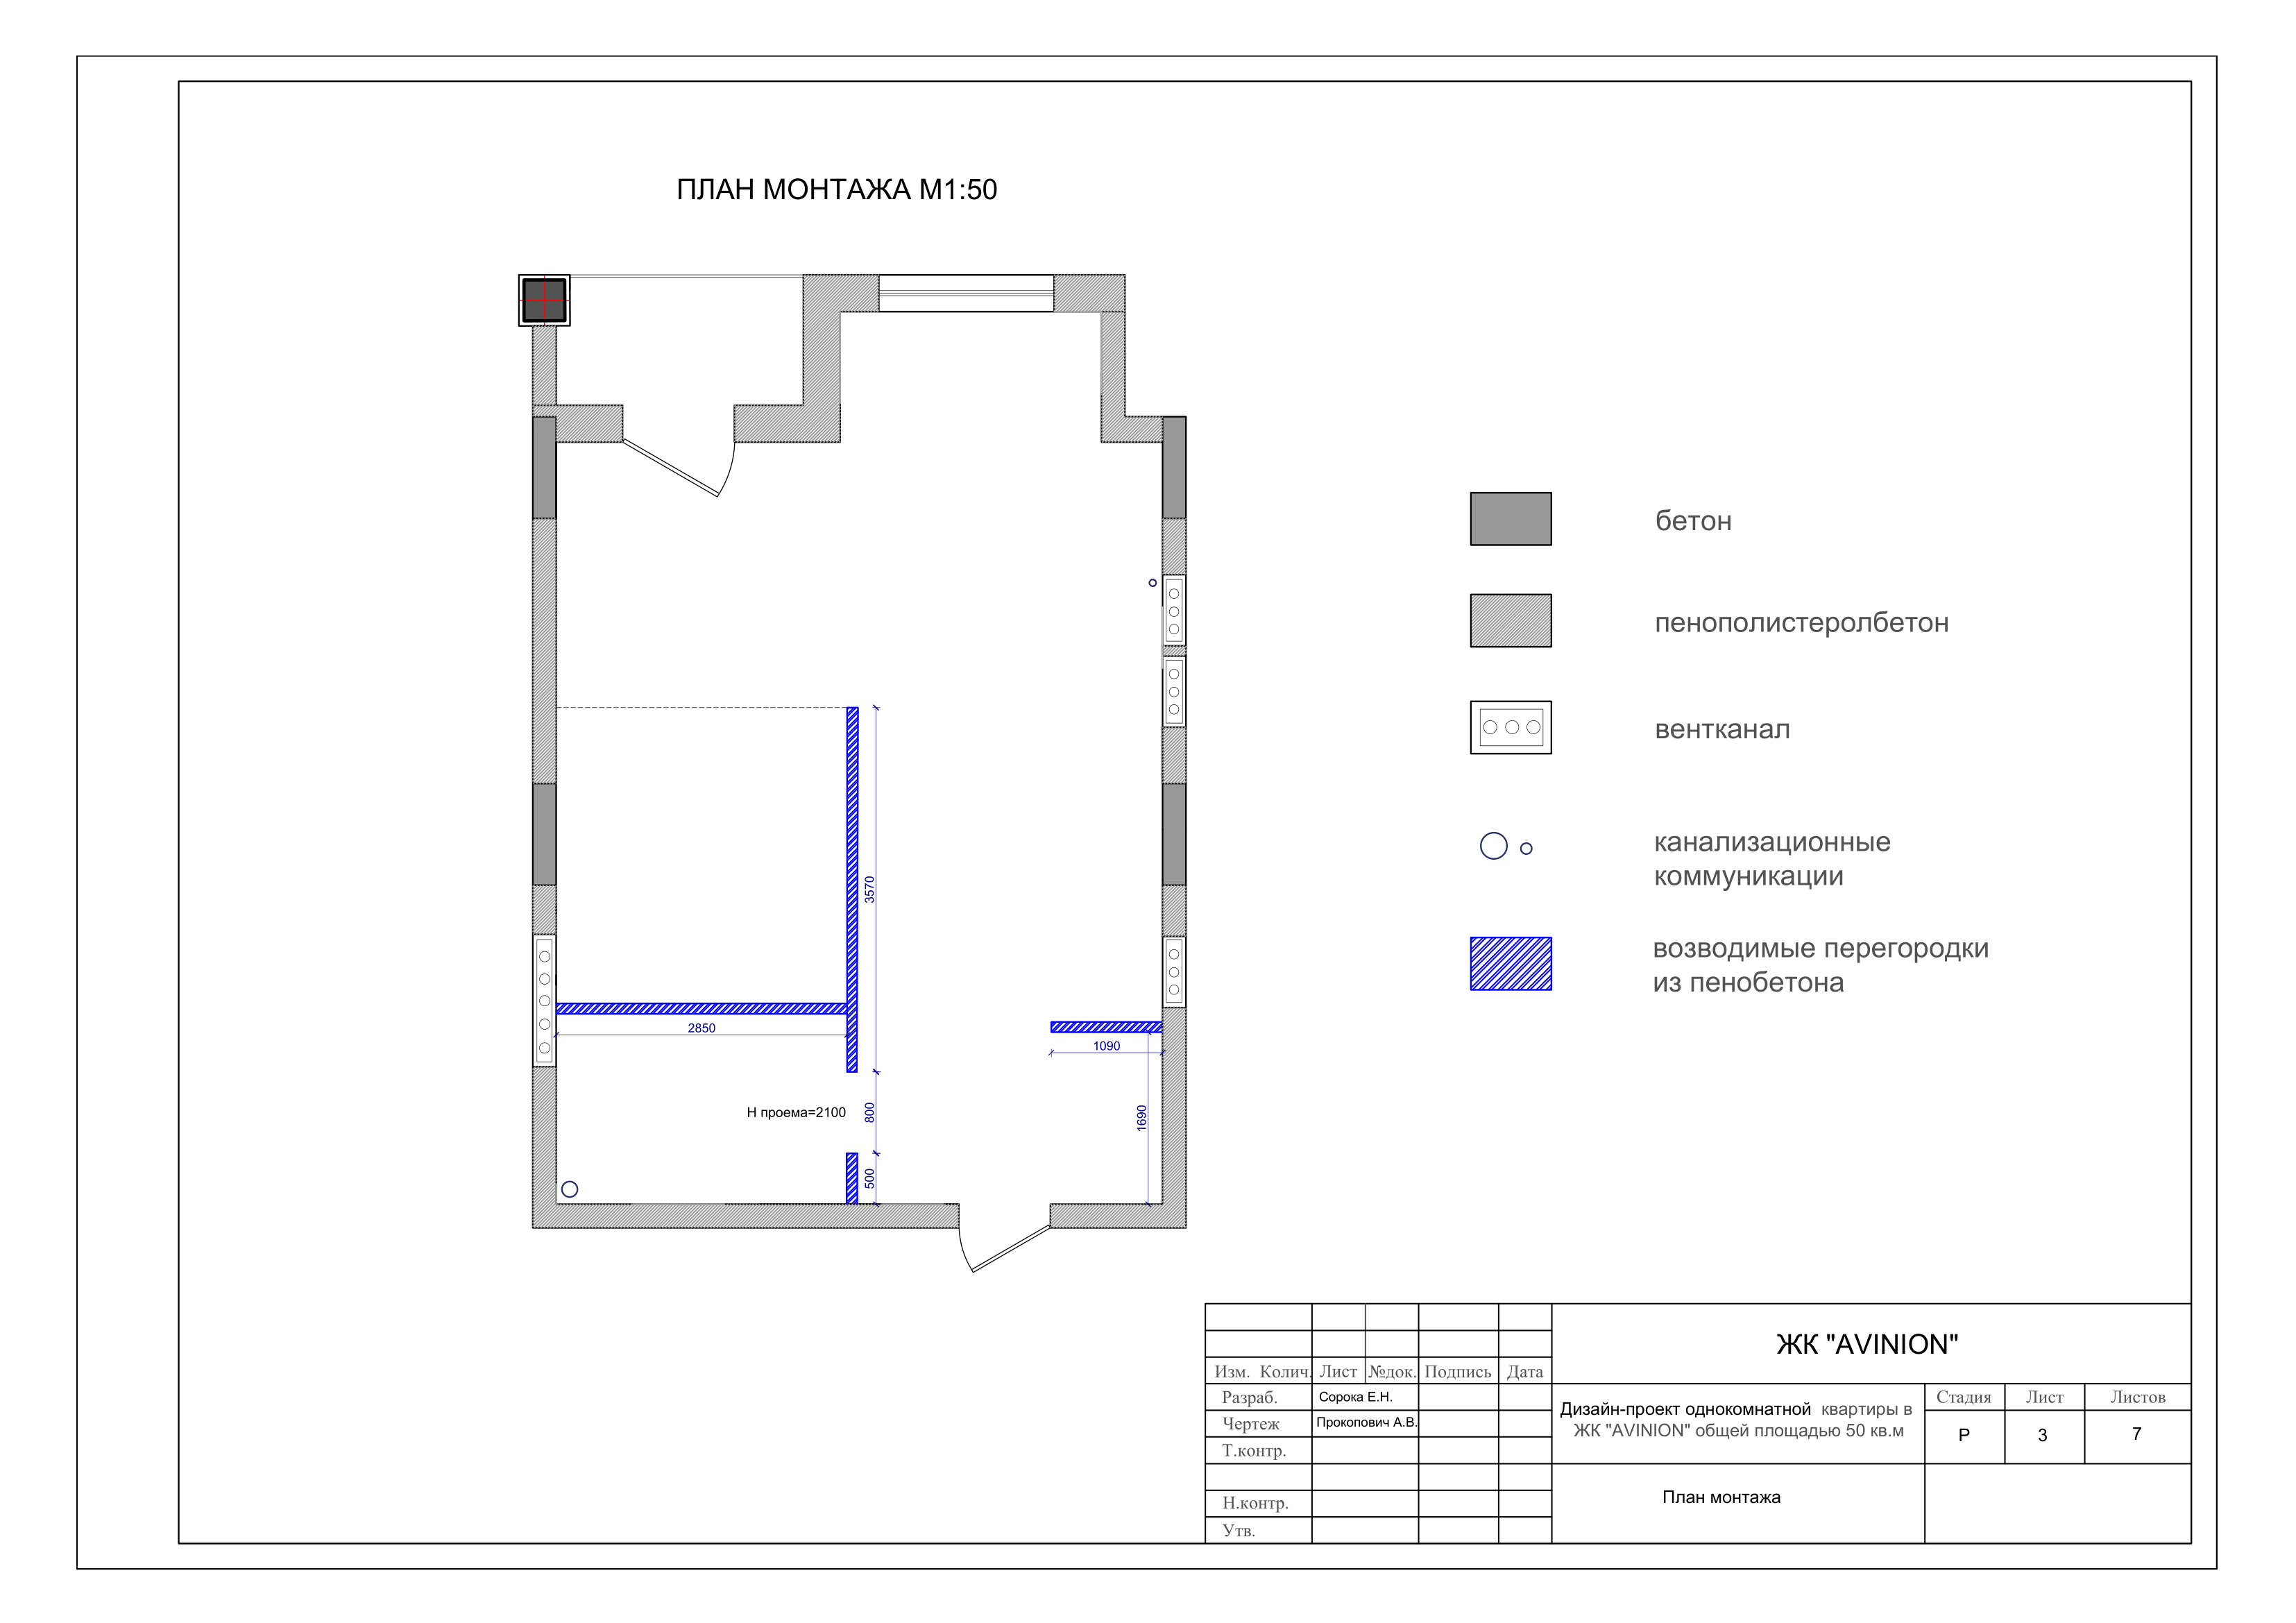 ПЛАН МОНТАЖА М1:50
бетон
пенополистеролбетон
вентканал
канализационные
коммуникации
возводимые перегородки
из пенобетона
3570
2850
1090
Н проема=2100
800
1690
500
ЖК "AVINION"
Изм. Колич. Лист №док. Подпись Дата
Разраб. Сорока Е.Н.
Чертеж Прокопович А.В.
Т.контр.
Н.контр.
Утв.
Дизайн-проект однокомнатной квартиры в
ЖК "AVINION" общей площадью 50 кв.м
Стадия Лист Листов
Р 3 7
План монтажа